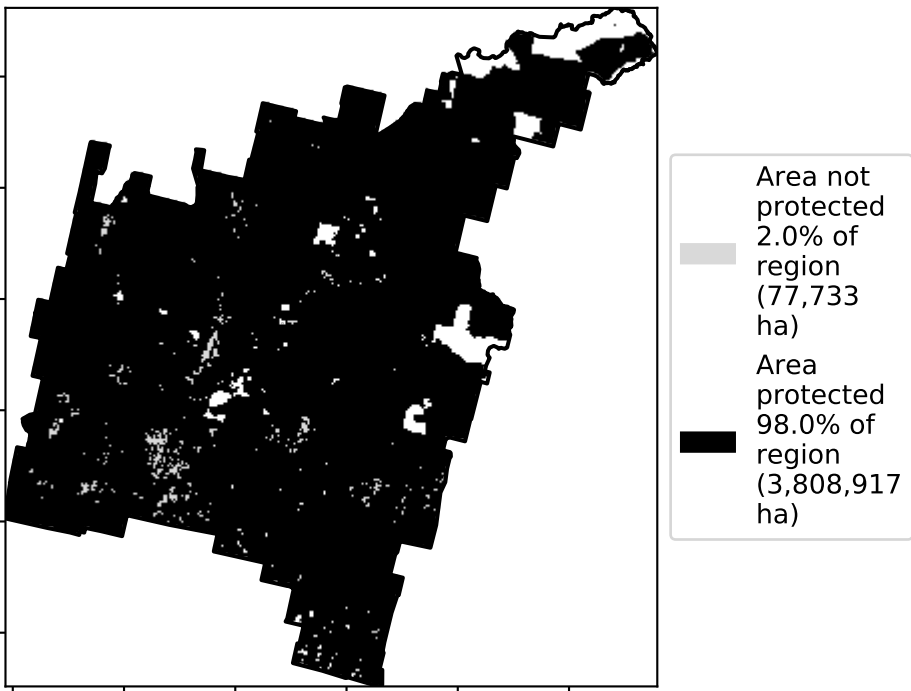 Area not
protected
2.0% of
region
(77,733
ha)
Area
protected
98.0% of
region
(3,808,917
ha)